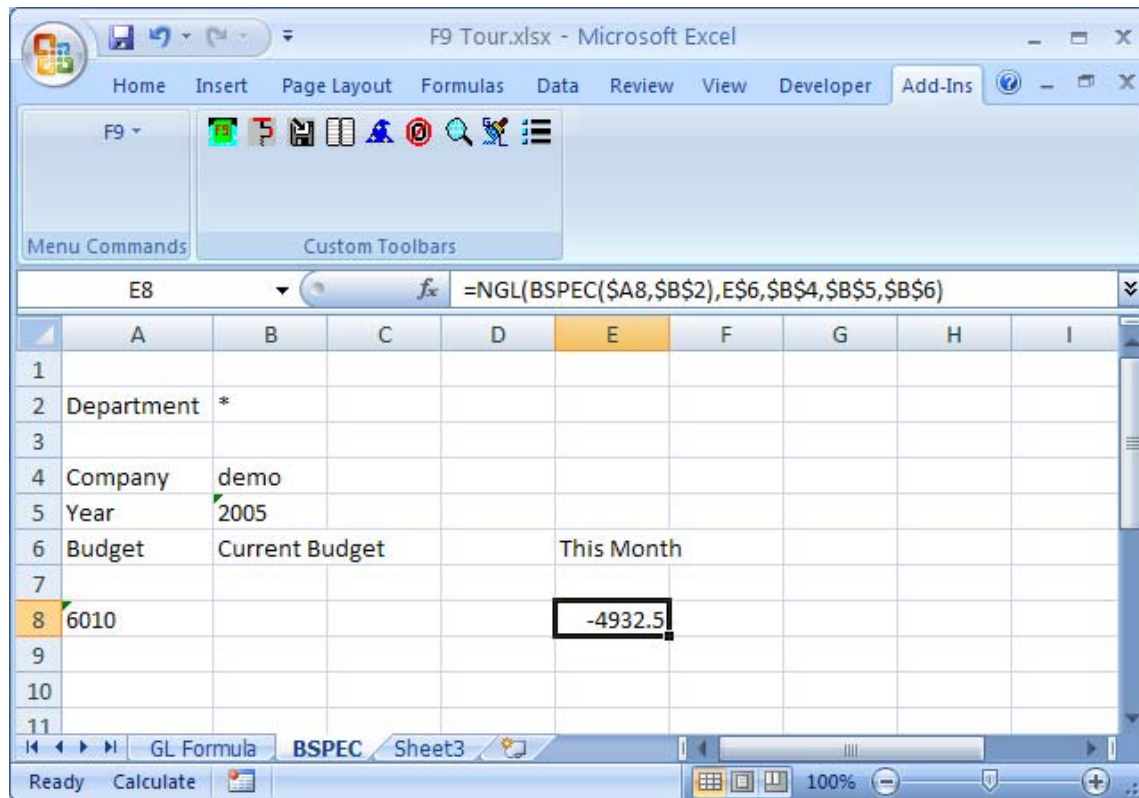 F9 Tour.xlsx - Microsoft Excel
Home Insert Page Layout Formulas Data Review View Developer Add-Ins
F9
F9
Menu Commands Custom Toolbars
E8 fx =NGL(BSPEC($A8,$B$2),E$6,$B$4,$B$5,$B$6)
A B C D E F G H I
1
2 Department *
3
4 Company demo
5 Year 2005
6 Budget Current Budget This Month
7
8 6010 -4932.5
9
10
11
GL Formula BSPEC Sheet3
Ready Calculate 100%